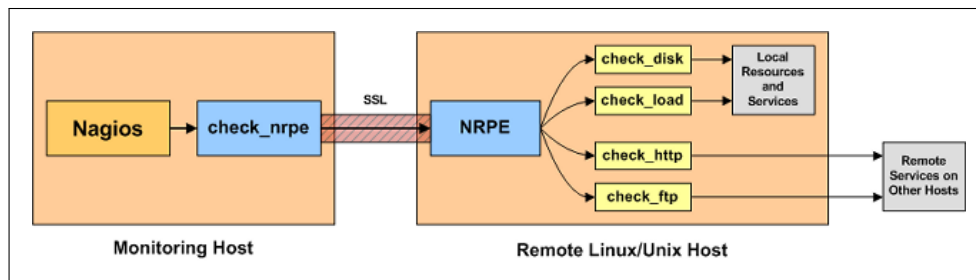 Nagios
check_nrpe
SSL
NRPE
check_disk
check_load
check_http
check_ftp
Local
Resources
and
Services
Remote
Services on
Other Hosts
Monitoring Host
Remote Linux/Unix Host